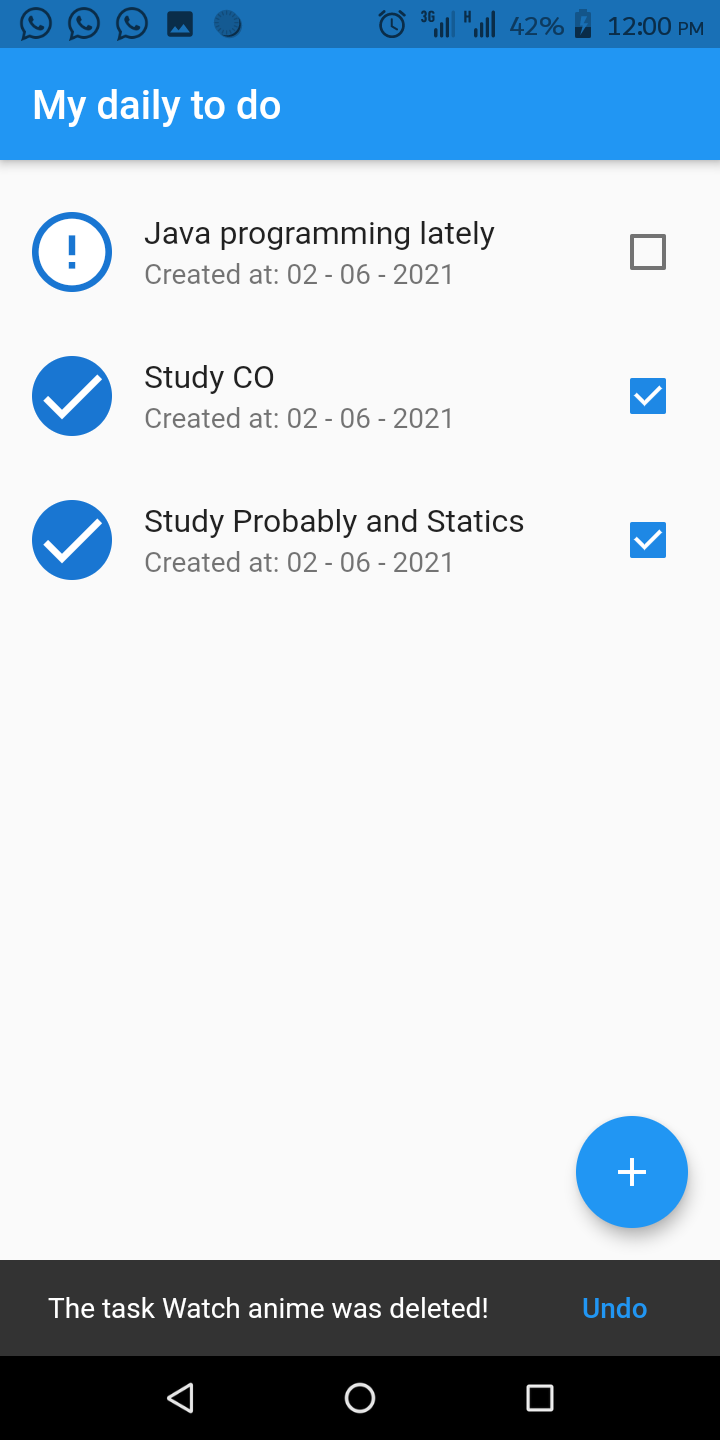 3G H 42% 12:00 PM
My daily to do
Java programming lately
Created at: 02 - 06 - 2021
Study CO
Created at: 02 - 06 - 2021
Study Probably and Statics
Created at: 02 - 06 - 2021
The task Watch anime was deleted! Undo